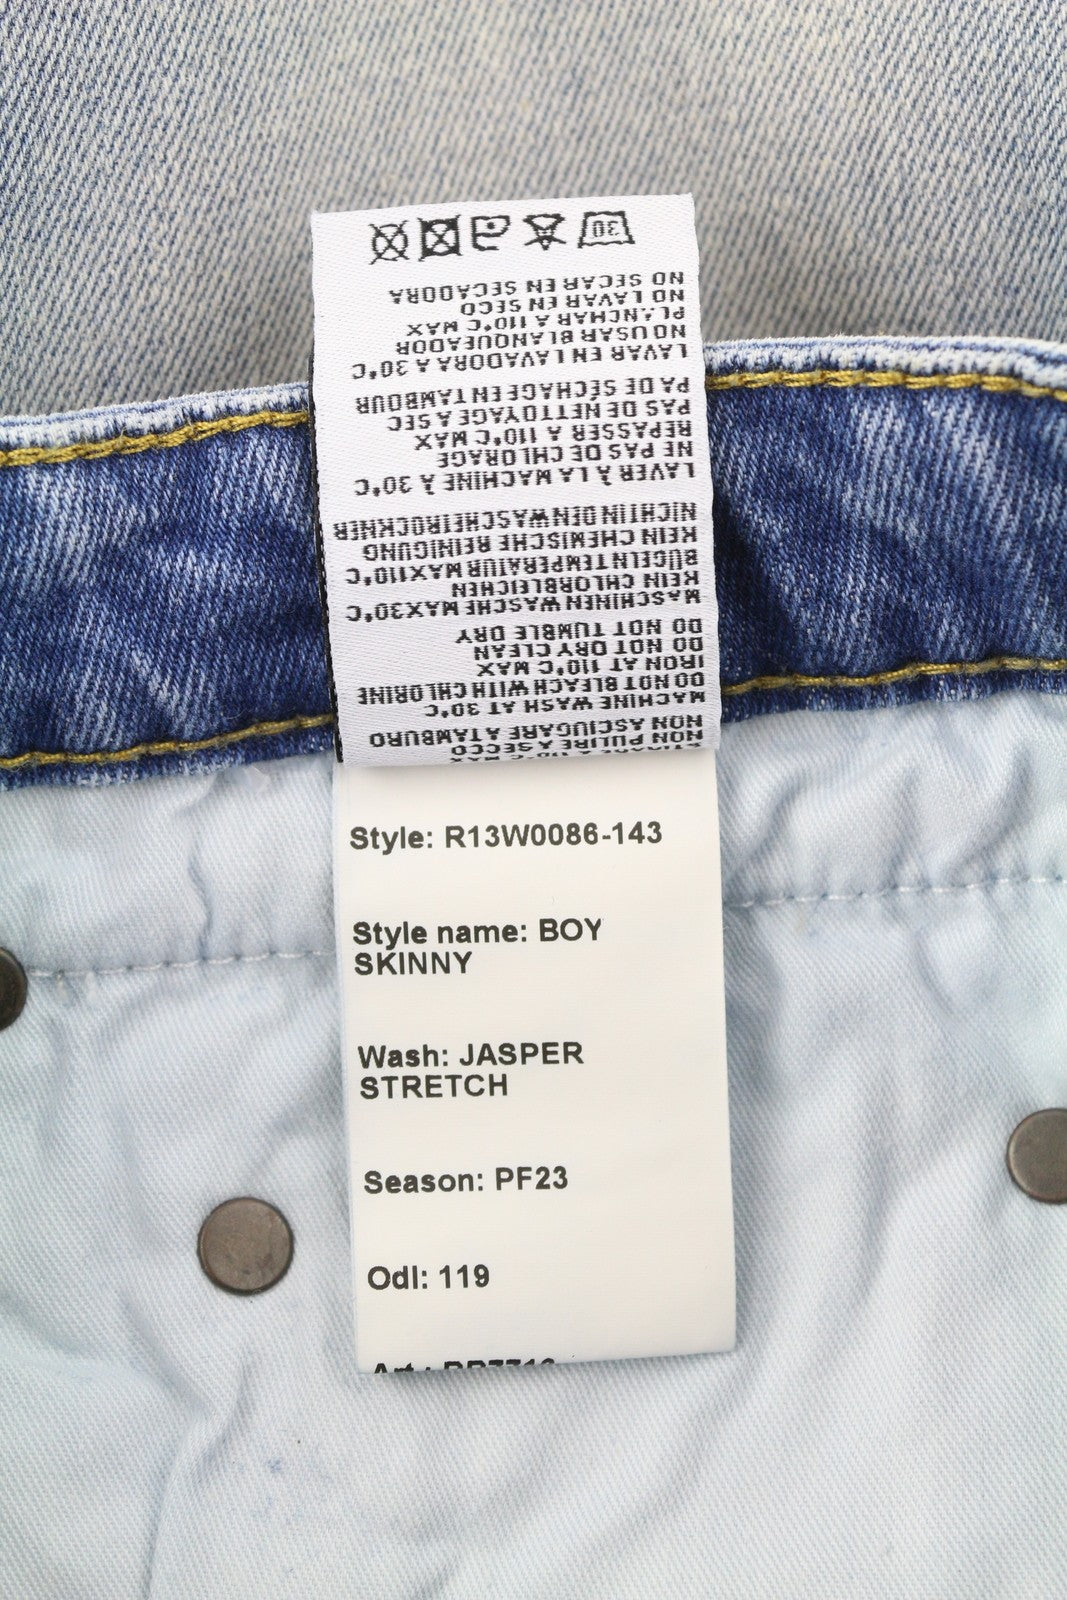 NON PULIRE A SECCO
NON ASCIUGARE A TAMBURO
MACHINE WASH AT 30°C
DO NOT BLEACH WITH CHLORINE
IRON AT 110°C MAX
DO NOT DRY CLEAN
DO NOT TUMBLE DRY
MASCHINEN WASCHE MAX30°C
KEIN CHLORBLEICHEN
BÜGELN TEMPERATUR MAX110°C
KEIN CHEMISCHE REINIGUNG
NICHT IN DEN WASCHETROCKNER
LAVER À LA MACHINE À 30°C
NE PAS DE CHLORAGE
REPASSER A 110°C MAX
PAS DE NETTOYAGE A SEC
PA DE SÉCHAGE EN TAMBOUR
LAVAR EN LAVADORA A 30°C
NO USAR BLANQUEADOR
PLANCHAR A 110°C MAX
NO LAVAR EN SECO
NO SECAR EN SECADORA
30
Style: R13W0086-143
Style name: BOY
SKINNY
Wash: JASPER
STRETCH
Season: PF23
Odl: 119